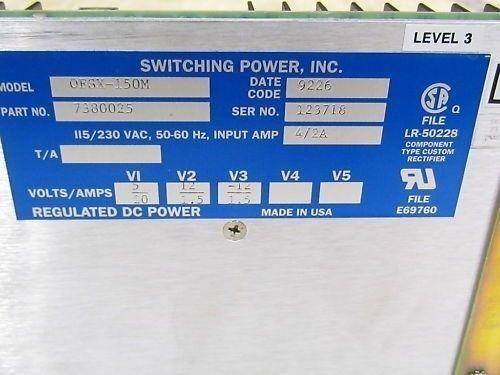 LEVEL 3
SWITCHING POWER, INC.
MODEL OFSX-150M DATE CODE 9226
PART NO. 7380025 SER NO. 123718
115/230 VAC, 50-60 Hz, INPUT AMP 4/2A
T/A
V1 V2 V3 V4 V5
VOLTS/AMPS 5/20 12/1.5 -12/1.5
REGULATED DC POWER MADE IN USA
SA Q
FILE
LR-50228
COMPONENT
TYPE CUSTOM
RECTIFIER
RU
FILE
E69760